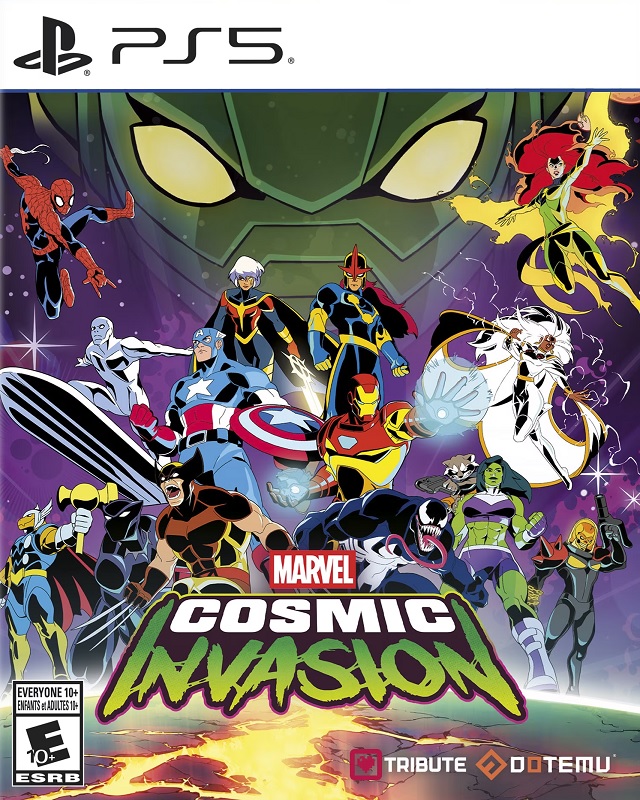 PS5
MARVEL
COSMIC
INVASION
EVERYONE 10+
ENFANTS et ADULTES 10+
E
10+
ESRB
TRIBUTE
DOTEMU